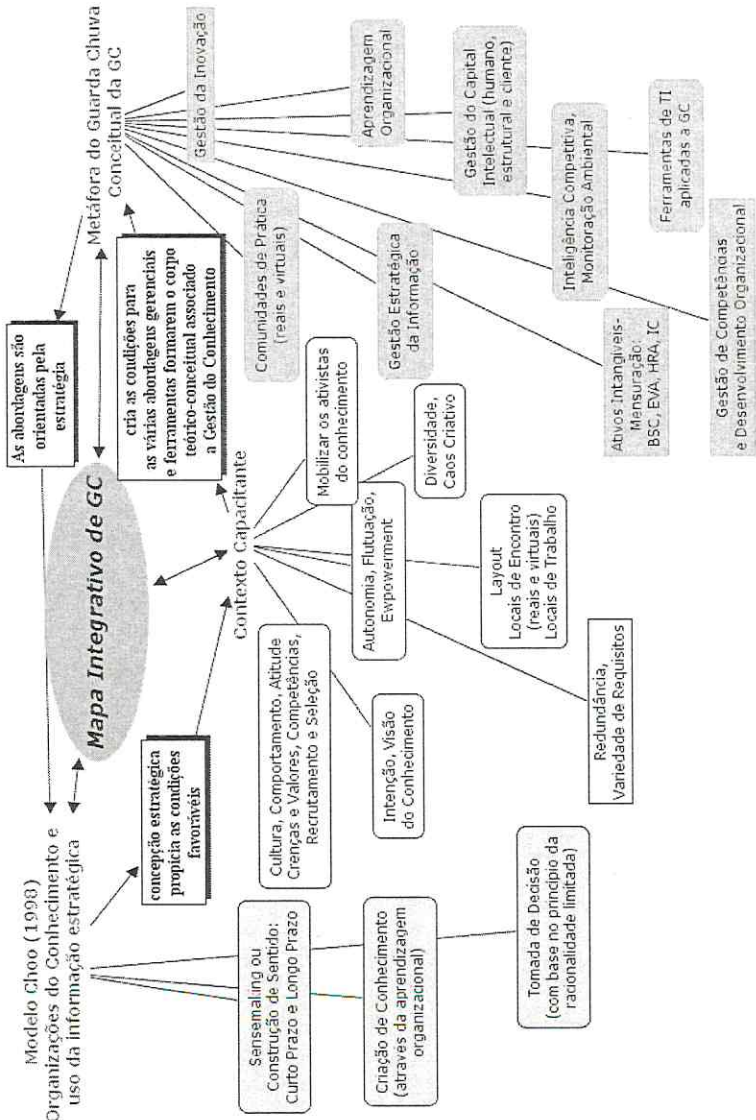 Mapa Integrativo de GC
Modelo Choo (1998)
Organizações do Conhecimento e
uso da informação estratégica
As abordagens são
orientadas pela
estratégia
Metáfora do Guarda Chuva
Conceitual da GC
concepção estratégica
propicia as condições
favoravéis
cria as condições para
as várias abordagens gerenciais
e ferramentas formarem o corpo
teórico-conceitual associado
a Gestão do Conhecimento
Contexto Capacitante
Sensemaking ou
Construção de Sentido:
Curto Prazo e Longo Prazo
Criação de Conhecimento
(através da aprendizagem
organizacional)
Tomada de Decisão
(com base no princípio da
racionalidade limitada)
Cultura, Comportamento, Atitude
Crenças e Valores, Competências,
Recrutamento e Seleção
Intenção, Visão
do Conhecimento
Redundância,
Variedade de Requisitos
Autonomia, Flutuação,
Ewpowerment
Layout
Locais de Encontro
(reais e virtuais)
Locais de Trabalho
Mobilizar os ativistas
do conhecimento
Diversidade,
Caos Criativo
Comunidades de Prática
(reais e virtuais)
Gestão Estratégica
da Informação
Ativos Intangíveis-
Mensuração:
BSC, EVA, HRA, IC
Gestão da Inovação
Aprendizagem
Organizacional
Gestão do Capital
Intelectual (humano,
estrutural e cliente)
Inteligência Competitiva,
Monitoração Ambiental
Ferramentas de TI
aplicadas a GC
Gestão de Competências
e Desenvolvimento Organizacional